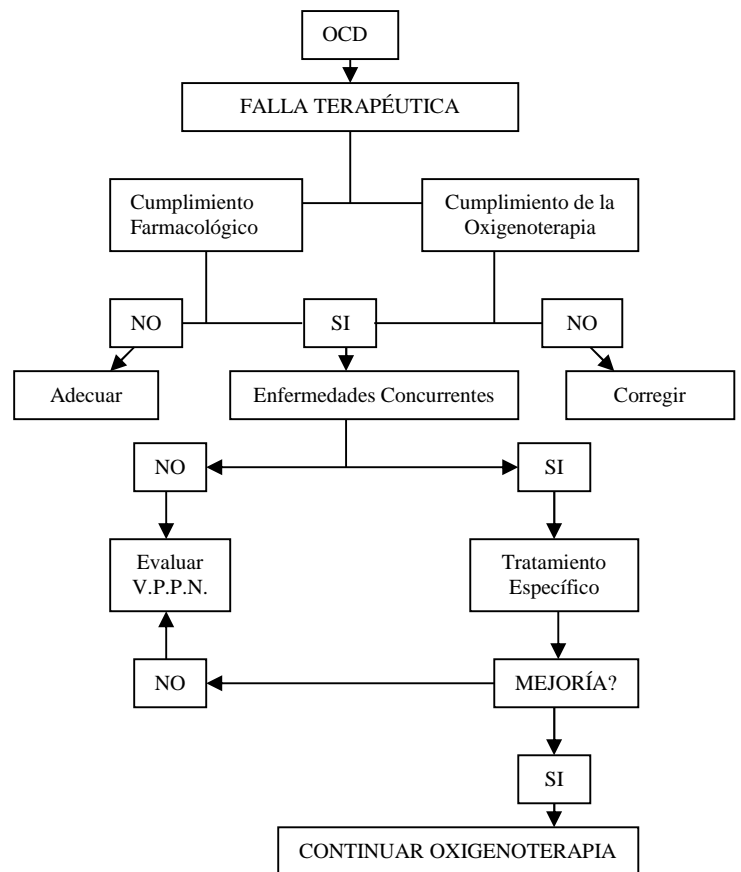 OCD
FALLA TERAPÉUTICA
Cumplimiento
Farmacológico
Cumplimiento de la
Oxigenoterapia
NO
SI
NO
Adecuar
Enfermedades Concurrentes
Corregir
NO
SI
Evaluar
V.P.P.N.
Tratamiento
Específico
NO
MEJORÍA?
SI
CONTINUAR OXIGENOTERAPIA